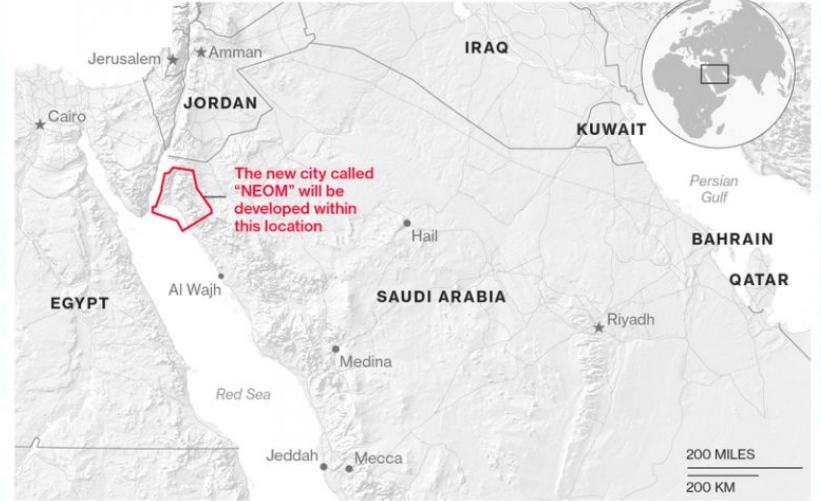 IRAQ
Jerusalem
Amman
JORDAN
Cairo
KUWAIT
The new city called
“NEOM” will be
developed within
this location
Persian
Gulf
Hail
BAHRAIN
QATAR
Al Wajh
EGYPT
SAUDI ARABIA
Riyadh
Medina
Red Sea
Jeddah
Mecca
200 MILES
200 KM